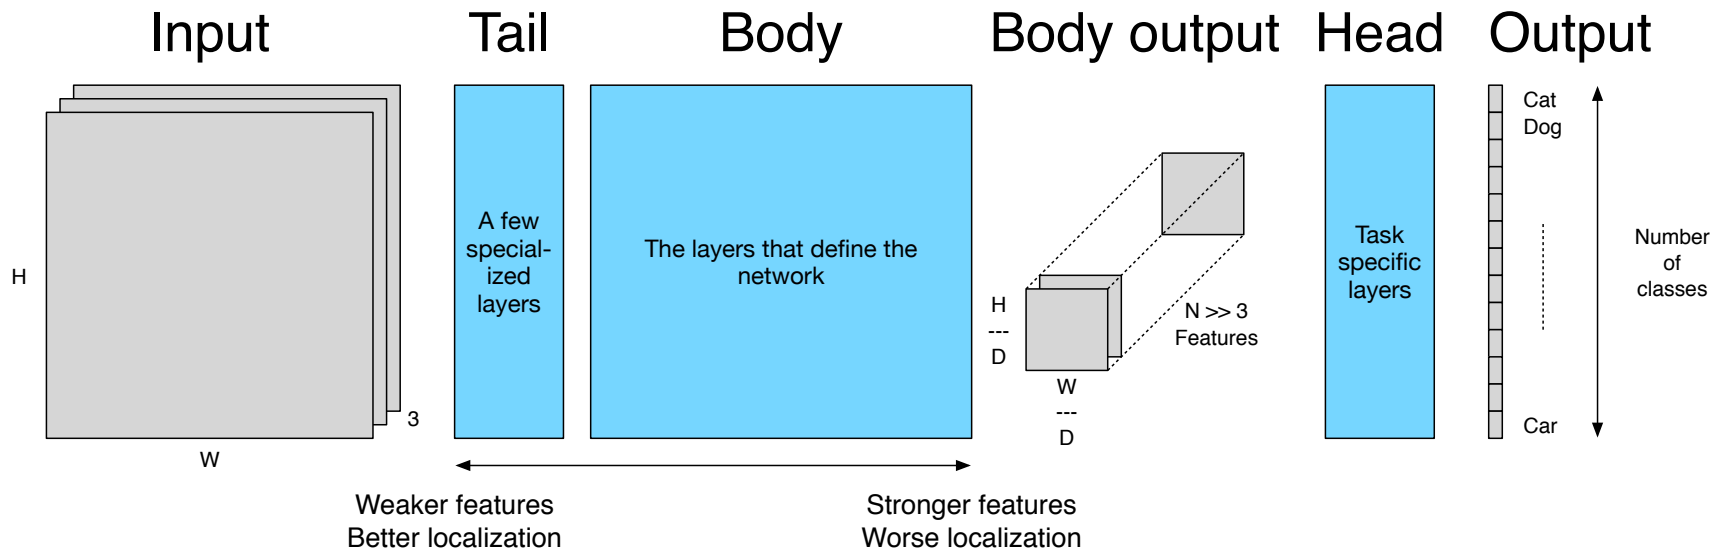 Input
Tail
Body
Body output
Head
Output
H
W
3
A few
special-
ized
layers
The layers that define the
network
H
---
D
W
---
D
N >> 3
Features
Task
specific
layers
Cat
Dog
Car
Number
of
classes
Weaker features
Better localization
Stronger features
Worse localization